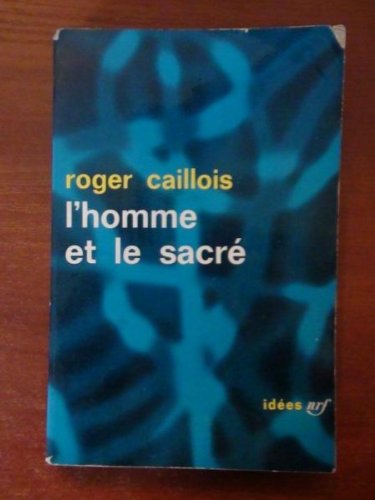 roger caillois
l'homme
et le sacré
idées nrf